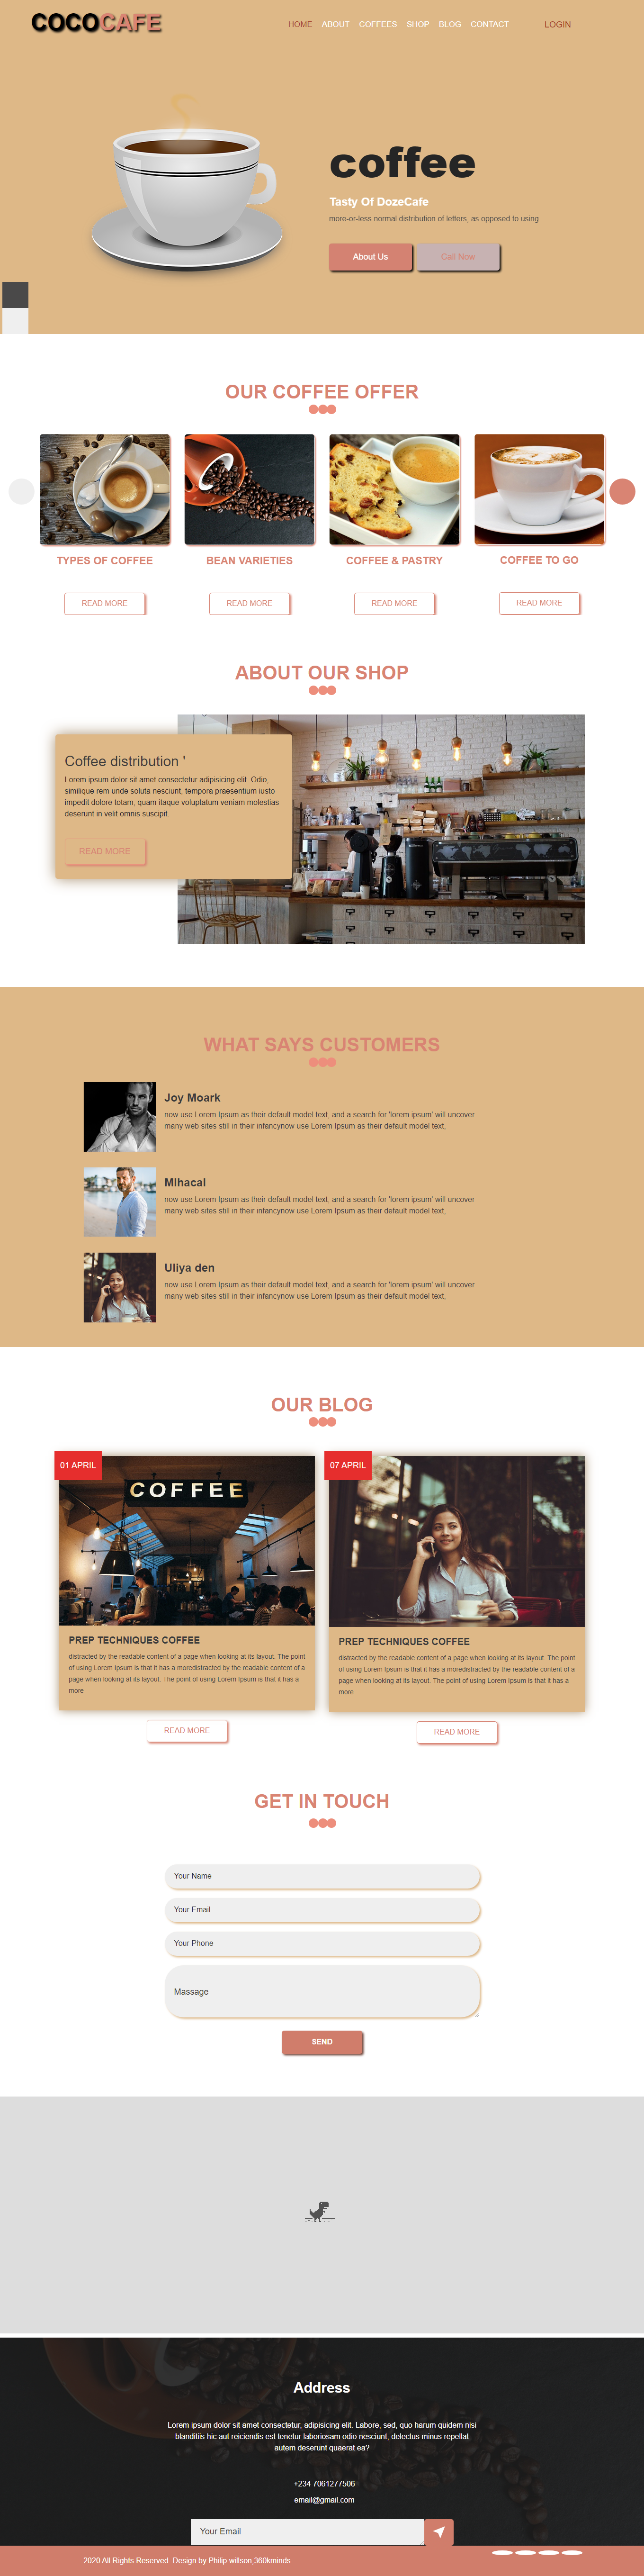 COCOCAFE
HOME ABOUT COFFEES SHOP BLOG CONTACT LOGIN
coffee
Tasty Of DozeCafe
more-or-less normal distribution of letters, as opposed to using
About Us Call Now
OUR COFFEE OFFER
TYPES OF COFFEE BEAN VARIETIES COFFEE & PASTRY COFFEE TO GO
READ MORE READ MORE READ MORE READ MORE
ABOUT OUR SHOP
Coffee distribution '
Lorem ipsum dolor sit amet consectetur adipisicing elit. Odio,
similique rem unde soluta nesciunt, tempora praesentium iusto
impedit dolore totam, quam itaque voluptatum veniam molestias
deserunt in velit omnis suscipit.
READ MORE
WHAT SAYS CUSTOMERS
Joy Moark
now use Lorem Ipsum as their default model text, and a search for 'lorem ipsum' will uncover
many web sites still in their infancynow use Lorem Ipsum as their default model text,
Mihacal
now use Lorem Ipsum as their default model text, and a search for 'lorem ipsum' will uncover
many web sites still in their infancynow use Lorem Ipsum as their default model text,
Uliya den
now use Lorem Ipsum as their default model text, and a search for 'lorem ipsum' will uncover
many web sites still in their infancynow use Lorem Ipsum as their default model text,
OUR BLOG
01 APRIL
COFFEE
PREP TECHNIQUES COFFEE
distracted by the readable content of a page when looking at its layout. The point
of using Lorem Ipsum is that it has a moredistracted by the readable content of a
page when looking at its layout. The point of using Lorem Ipsum is that it has a
more
READ MORE
07 APRIL
PREP TECHNIQUES COFFEE
distracted by the readable content of a page when looking at its layout. The point
of using Lorem Ipsum is that it has a moredistracted by the readable content of a
page when looking at its layout. The point of using Lorem Ipsum is that it has a
more
READ MORE
GET IN TOUCH
Your Name
Your Email
Your Phone
Massage
SEND
Address
Lorem ipsum dolor sit amet consectetur, adipisicing elit. Labore, sed, quo harum quidem nisi
blanditiis hic aut reiciendis est tenetur laboriosam odio nesciunt, delectus minus repellat
autem deserunt quaerat ea?
+234 7061277506
email@gmail.com
Your Email
2020 All Rights Reserved. Design by Philip willson,360kminds